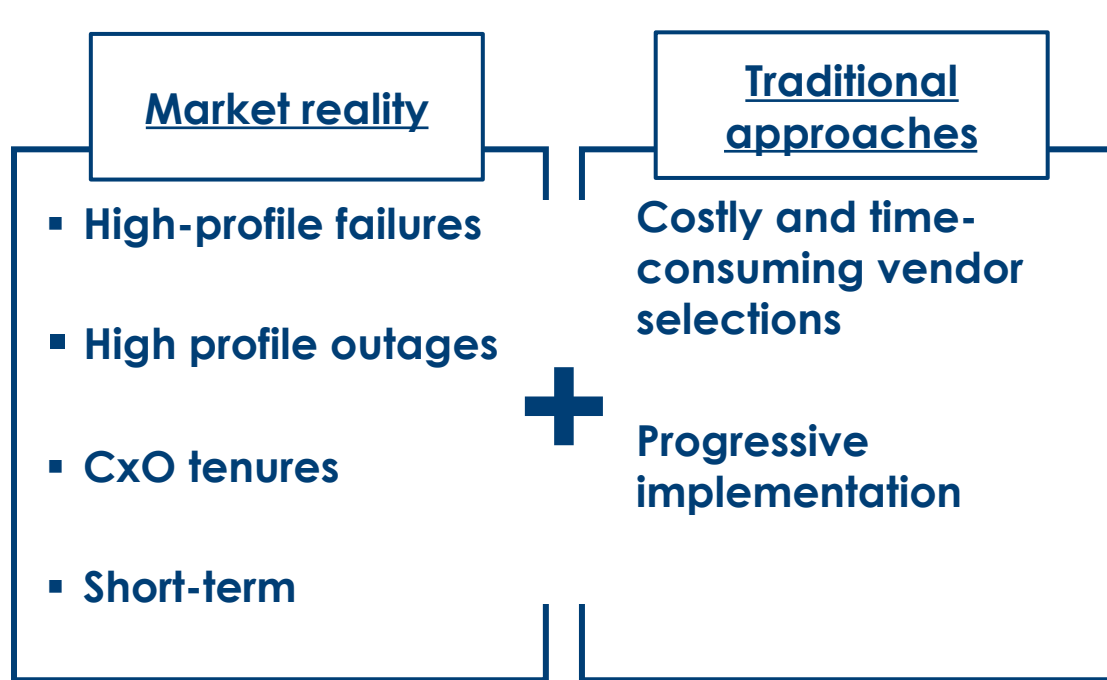 Market reality
▪ High-profile failures
▪ High profile outages
▪ CxO tenures
▪ Short-term
Traditional
approaches
Costly and time-
consuming vendor
selections
Progressive
implementation